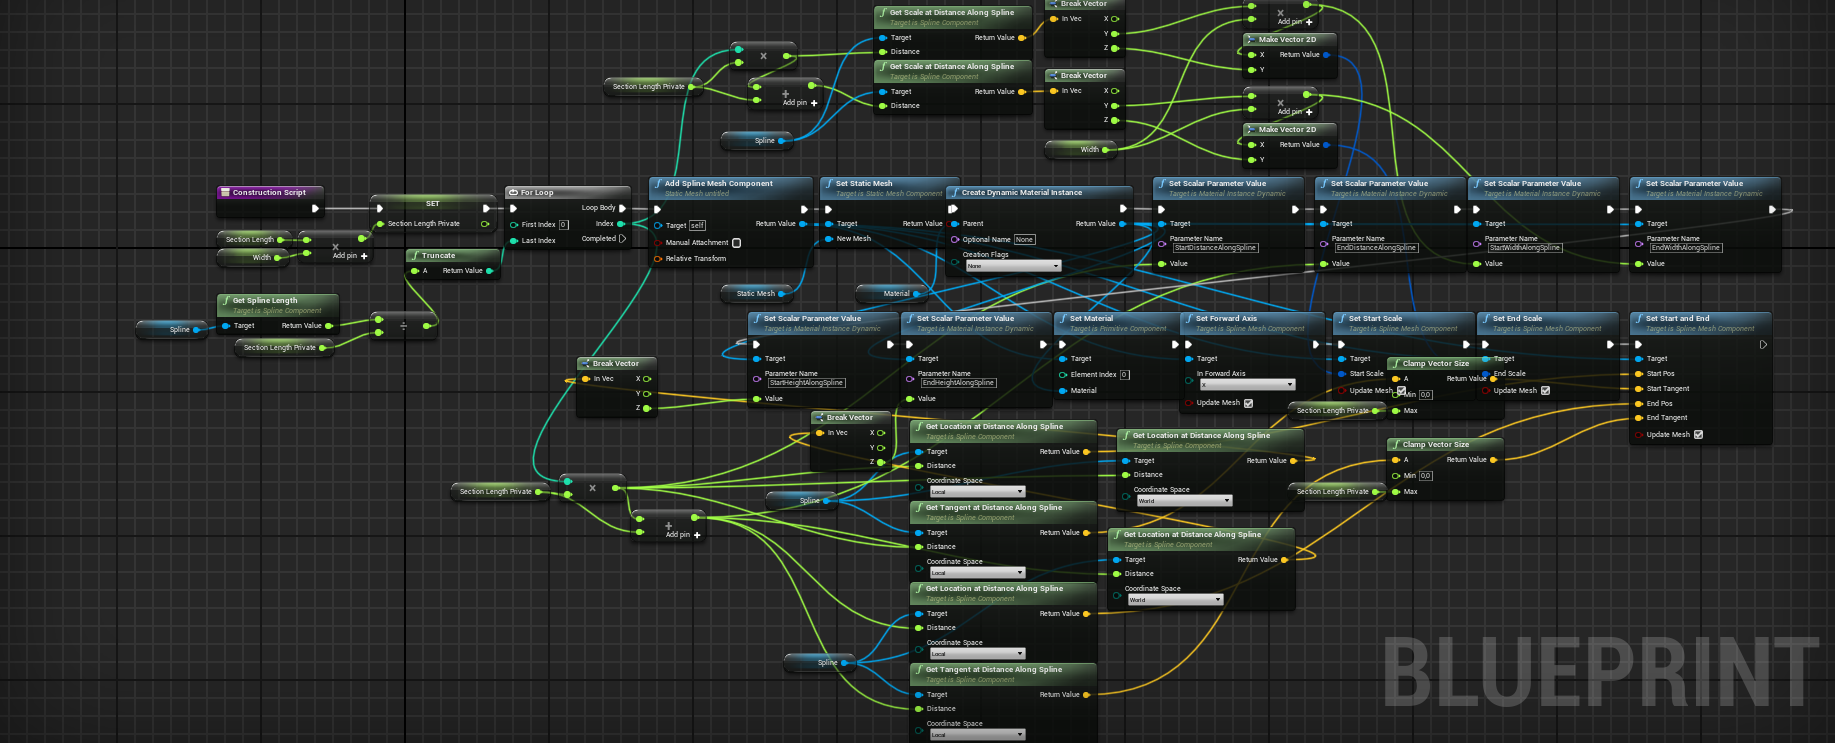 Get Scale at Distance Along Spline
Target is Spline Component
Target
Return Value
Distance
Break Vector
In Vec
X
Y
Z
×
Add pin +
Make Vector 2D
X
Return Value
Y
Section Length Private
×
+
Add pin +
Get Scale at Distance Along Spline
Target is Spline Component
Target
Return Value
Distance
Break Vector
In Vec
X
Y
Z
×
Add pin +
Make Vector 2D
X
Return Value
Y
Spline
Width
Construction Script
SET
Section Length Private
Section Length
Width
×
Add pin +
For Loop
Loop Body
First Index 0
Index
Last Index
Completed
Truncate
A
Return Value
Add Spline Mesh Component
Static Mesh untitled
Target self
Return Value
Manual Attachment
Relative Transform
Set Static Mesh
Target is Static Mesh Component
Target
Return Value
New Mesh
Create Dynamic Material Instance
Parent
Return Value
Optional Name None
Creation Flags
None
Set Scalar Parameter Value
Target is Material Instance Dynamic
Target
Parameter Name
StartDistanceAlongSpline
Value
Set Scalar Parameter Value
Target is Material Instance Dynamic
Target
Parameter Name
EndDistanceAlongSpline
Value
Set Scalar Parameter Value
Target is Material Instance Dynamic
Target
Parameter Name
StartWidthAlongSpline
Value
Set Scalar Parameter Value
Target is Material Instance Dynamic
Target
Parameter Name
EndWidthAlongSpline
Value
Static Mesh
Material
Get Spline Length
Target is Spline Component
Target
Return Value
Spline
Section Length Private
÷
Set Scalar Parameter Value
Target is Material Instance Dynamic
Target
Parameter Name
StartHeightAlongSpline
Value
Set Scalar Parameter Value
Target is Material Instance Dynamic
Target
Parameter Name
EndHeightAlongSpline
Value
Set Material
Target is Primitive Component
Target
Element Index 0
Material
Set Forward Axis
Target is Spline Mesh Component
Target
In Forward Axis
X
Update Mesh
Set Start Scale
Target is Spline Mesh Component
Target
Start Scale
Update Mesh
Set End Scale
Target is Spline Mesh Component
Target
End Scale
Update Mesh
Set Start and End
Target is Spline Mesh Component
Target
Start Pos
Start Tangent
End Pos
End Tangent
Update Mesh
Clamp Vector Size
A
Return Value
Min 0,0
Max
Section Length Private
Break Vector
In Vec
X
Y
Z
Break Vector
In Vec
X
Y
Z
Get Location at Distance Along Spline
Target is Spline Component
Target
Return Value
Distance
Coordinate Space
Local
Get Location at Distance Along Spline
Target is Spline Component
Target
Return Value
Distance
Coordinate Space
World
Clamp Vector Size
A
Return Value
Min 0,0
Max
Section Length Private
Section Length Private
×
+
Add pin +
Spline
Get Tangent at Distance Along Spline
Target is Spline Component
Target
Return Value
Distance
Coordinate Space
Local
Get Location at Distance Along Spline
Target is Spline Component
Target
Return Value
Distance
Coordinate Space
World
Get Location at Distance Along Spline
Target is Spline Component
Target
Return Value
Distance
Coordinate Space
Local
Spline
Get Tangent at Distance Along Spline
Target is Spline Component
Target
Return Value
Distance
Coordinate Space
Local
BLUEPRINT